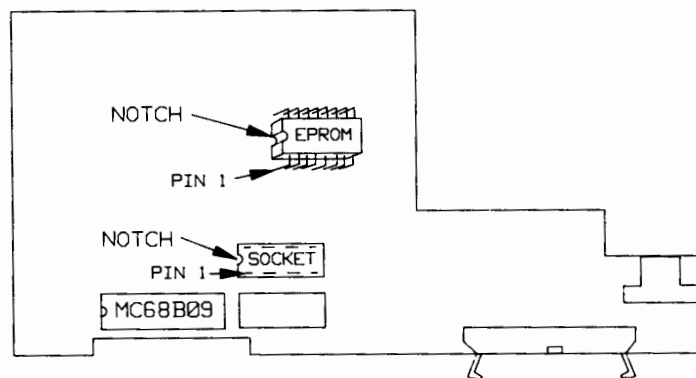 NOTCH
EPROM
PIN 1
NOTCH
SOCKET
PIN 1
MC68B09